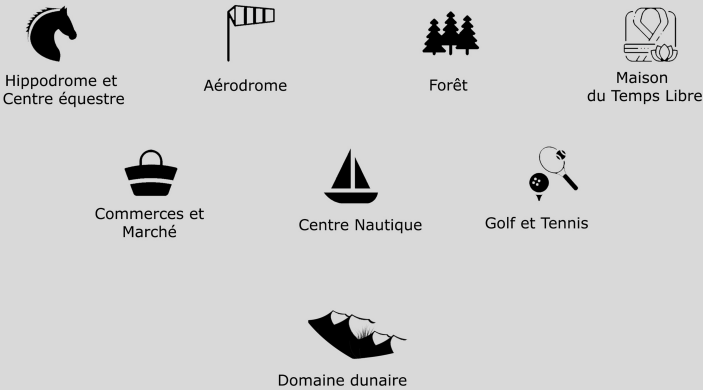 Hippodrome et
Centre équestre
Aérodrome
Forêt
Maison
du Temps Libre
Commerces et
Marché
Centre Nautique
Golf et Tennis
Domaine dunaire